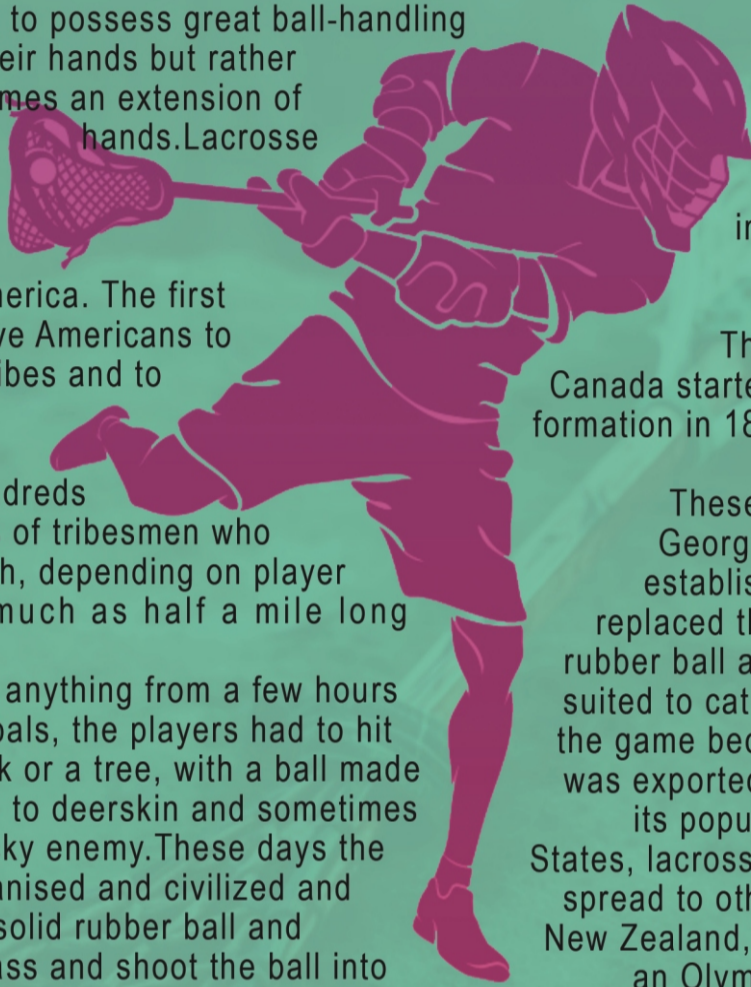 to possess great ball-handling
eir hands but rather
mes an extension of
hands.Lacrosse
erica. The first
ve Americans to
ibes and to
dreds
of tribesmen who
h, depending on player
much as half a mile long
anything from a few hours
oals, the players had to hit
k or a tree, with a ball made
to deerskin and sometimes
ky enemy.These days the
anised and civilized and
solid rubber ball and
ass and shoot the ball into
in
Th
Canada starte
formation in 18
These
Georg
establis
replaced th
rubber ball a
suited to cat
the game bec
was exported
its popu
States, lacross
spread to oth
New Zealand,
an Olym